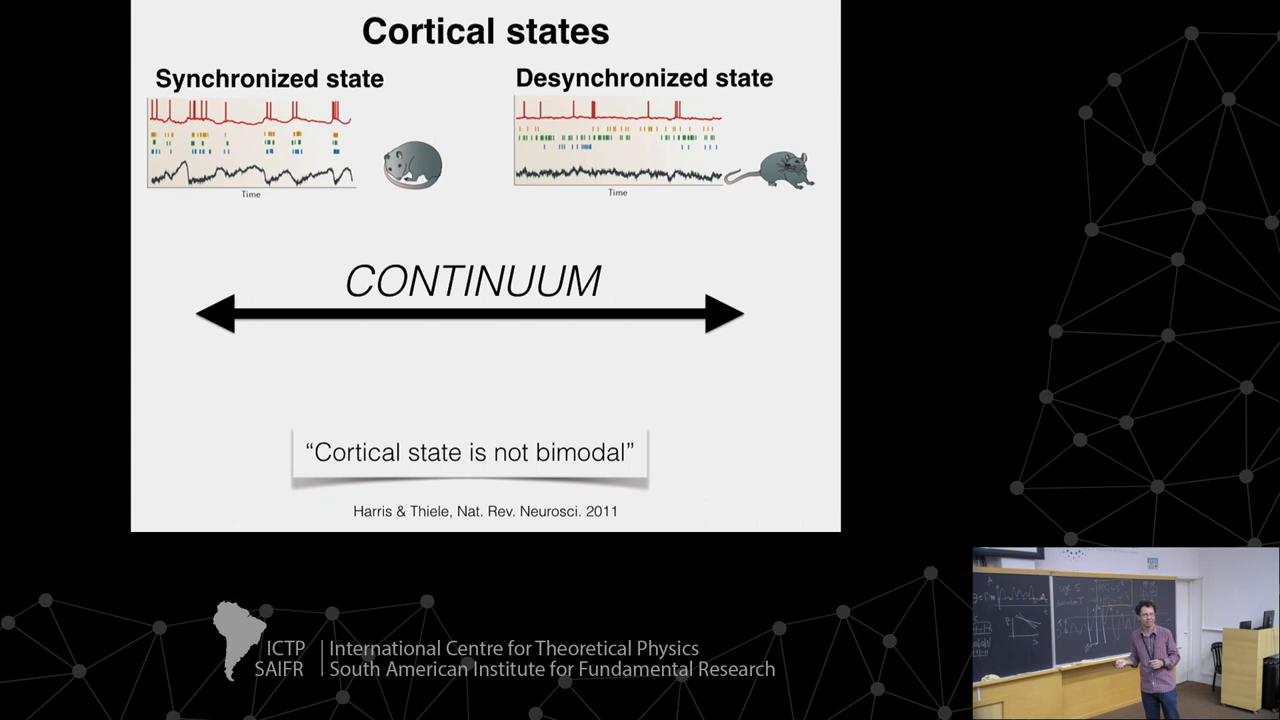 Cortical states
Synchronized state
Desynchronized state
Time
Time
CONTINUUM
“Cortical state is not bimodal”
Harris & Thiele, Nat. Rev. Neurosci. 2011
ICTP
SAIFR
International Centre for Theoretical Physics
South American Institute for Fundamental Research